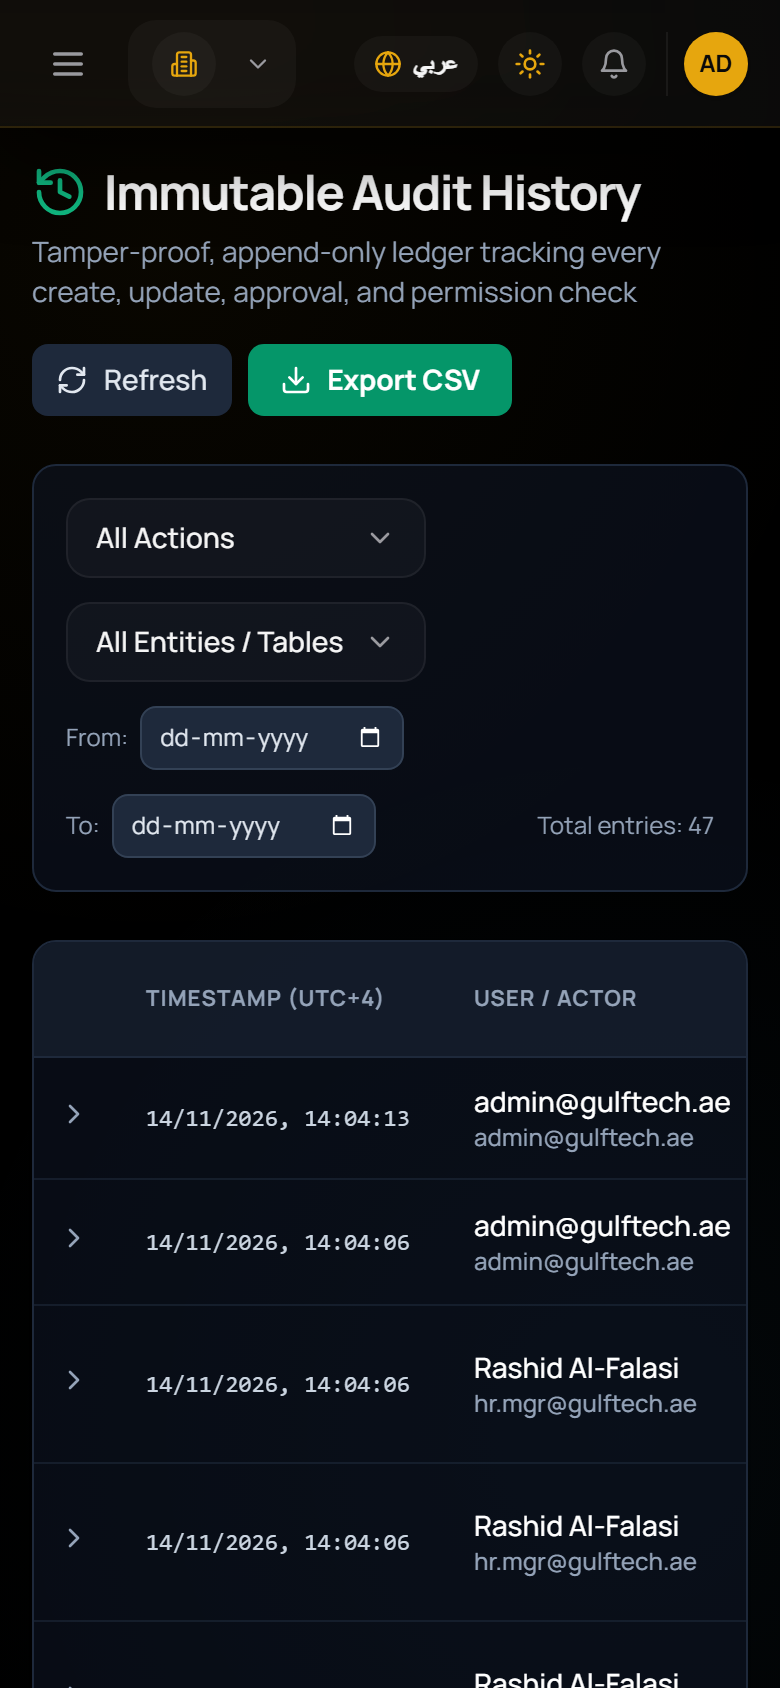 عربي
AD
Immutable Audit History
Tamper-proof, append-only ledger tracking every
create, update, approval, and permission check
Refresh
Export CSV
All Actions
All Entities / Tables
From: dd-mm-yyyy
To: dd-mm-yyyy
Total entries: 47
TIMESTAMP (UTC+4) USER / ACTOR
14/11/2026, 14:04:13 admin@gulftech.ae
admin@gulftech.ae
14/11/2026, 14:04:06 admin@gulftech.ae
admin@gulftech.ae
14/11/2026, 14:04:06 Rashid Al-Falasi
hr.mgr@gulftech.ae
14/11/2026, 14:04:06 Rashid Al-Falasi
hr.mgr@gulftech.ae
Rashid Al-Falasi